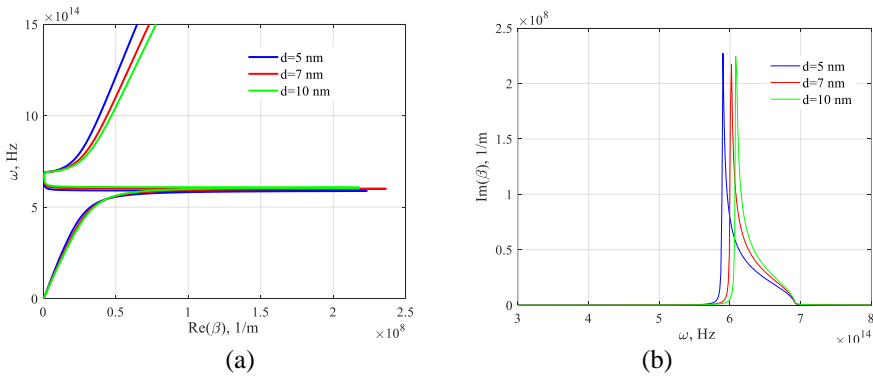 ×10^14
15
10
5
0
ω, Hz
d=5 nm
d=7 nm
d=10 nm
0 0.5 1 1.5 2 2.5
Re(β), 1/m
×10^8
(a)
×10^8
2.5
2
1.5
1
0.5
0
Im(β), 1/m
d=5 nm
d=7 nm
d=10 nm
3 4 5 6 7 8
ω, Hz
×10^14
(b)